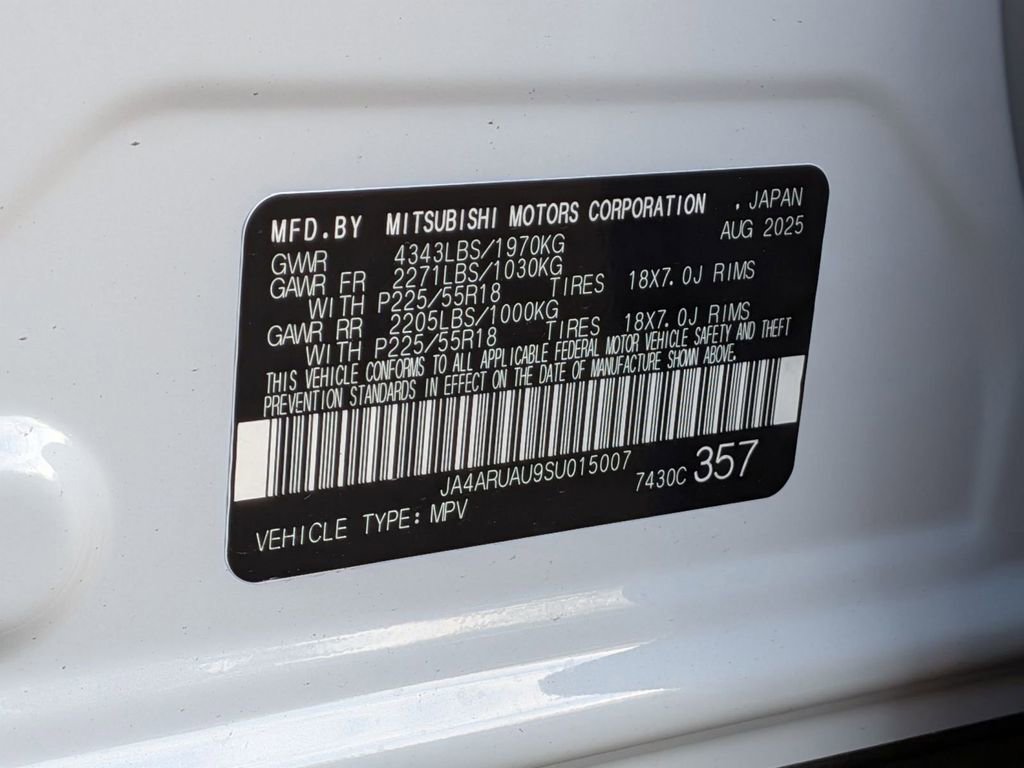 MFD.BY MITSUBISHI MOTORS CORPORATION , JAPAN
AUG 2025
GVWR 4343LBS/1970KG
GAWR FR 2271LBS/1030KG
WITH P225/55R18 TIRES 18X7.0J RIMS
GAWR RR 2205LBS/1000KG
WITH P225/55R18 TIRES 18X7.0J RIMS
THIS VEHICLE CONFORMS TO ALL APPLICABLE FEDERAL MOTOR VEHICLE SAFETY AND THEFT
PREVENTION STANDARDS IN EFFECT ON THE DATE OF MANUFACTURE SHOWN ABOVE.
JA4ARUAU9SU015007 7430C 357
VEHICLE TYPE: MPV